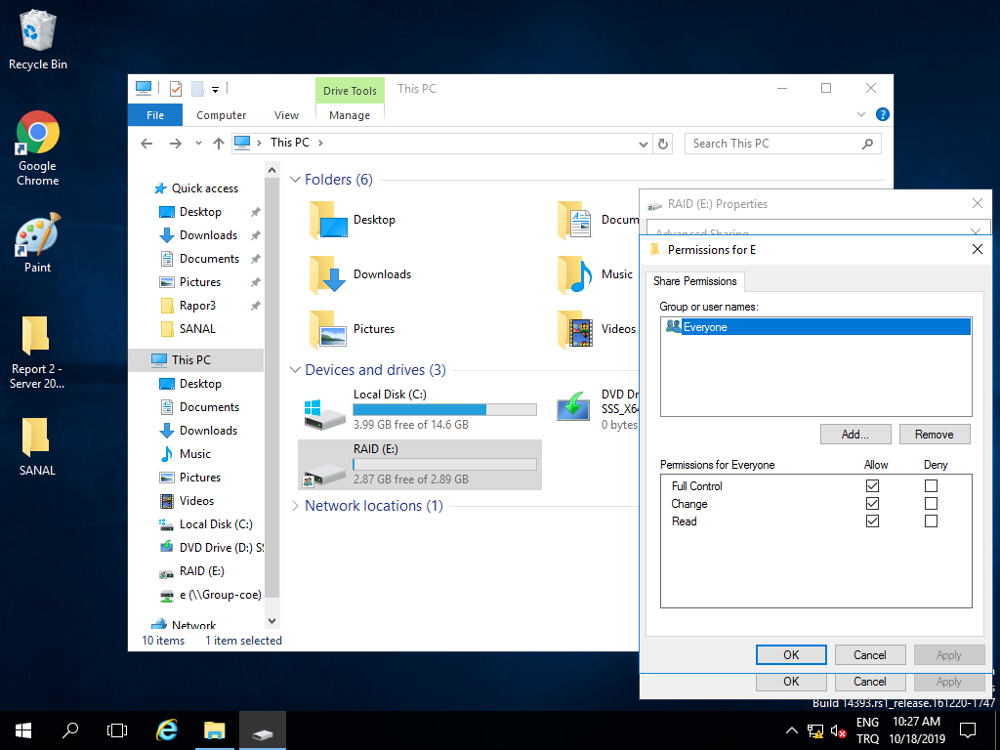 Recycle Bin
Google
Chrome
Paint
Report 2 -
Server 20...
SANAL
Drive Tools
This PC
File
Computer
View
Manage
This PC
Search This PC
Quick access
Desktop
Downloads
Documents
Pictures
Rapor3
SANAL
This PC
Desktop
Documents
Downloads
Music
Pictures
Videos
Local Disk (C:)
DVD Drive (D:) SS
RAID (E:)
e (\\Group-coe)
Network
Folders (6)
Desktop
Docum
Downloads
Music
Pictures
Videos
Devices and drives (3)
Local Disk (C:)
3.99 GB free of 14.6 GB
DVD Dr
SSS_X64
0 bytes
RAID (E:)
2.87 GB free of 2.89 GB
Network locations (1)
10 items
1 item selected
RAID (E:) Properties
Advanced Sharing
Permissions for E
Share Permissions
Group or user names:
Everyone
Add...
Remove
Permissions for Everyone
Allow
Deny
Full Control
Change
Read
OK
Cancel
Apply
OK
Cancel
Apply
Build 14393.rs1_release.161220-1747
ENG
TRQ
10:27 AM
10/18/2019